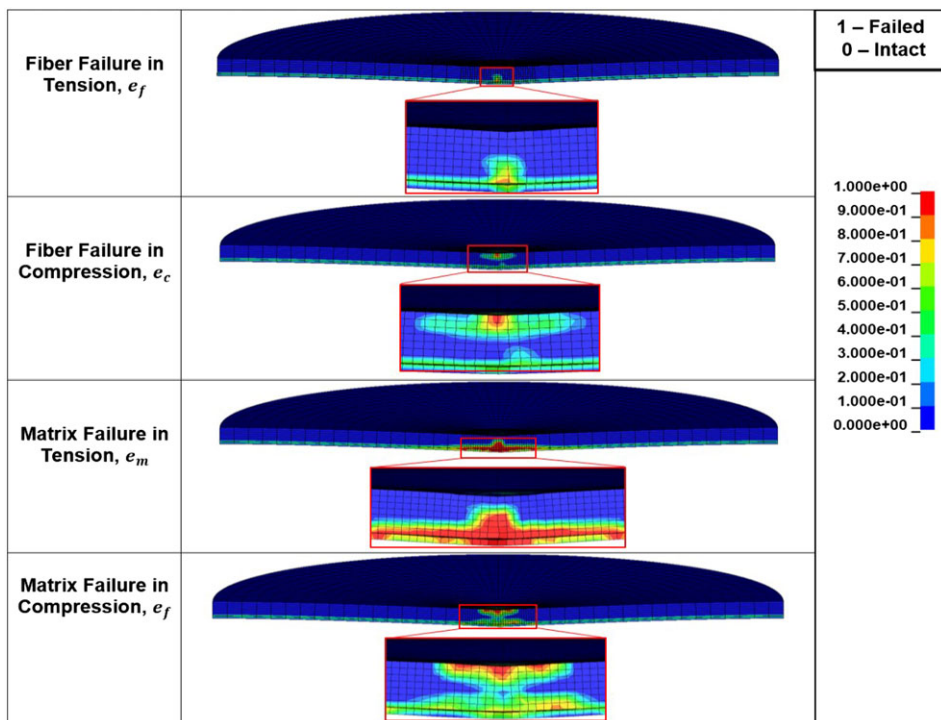 Fiber Failure in
Tension, e_f
Fiber Failure in
Compression, e_c
Matrix Failure in
Tension, e_m
Matrix Failure in
Compression, e_f
1 – Failed
0 – Intact
1.000e+00
9.000e-01
8.000e-01
7.000e-01
6.000e-01
5.000e-01
4.000e-01
3.000e-01
2.000e-01
1.000e-01
0.000e+00